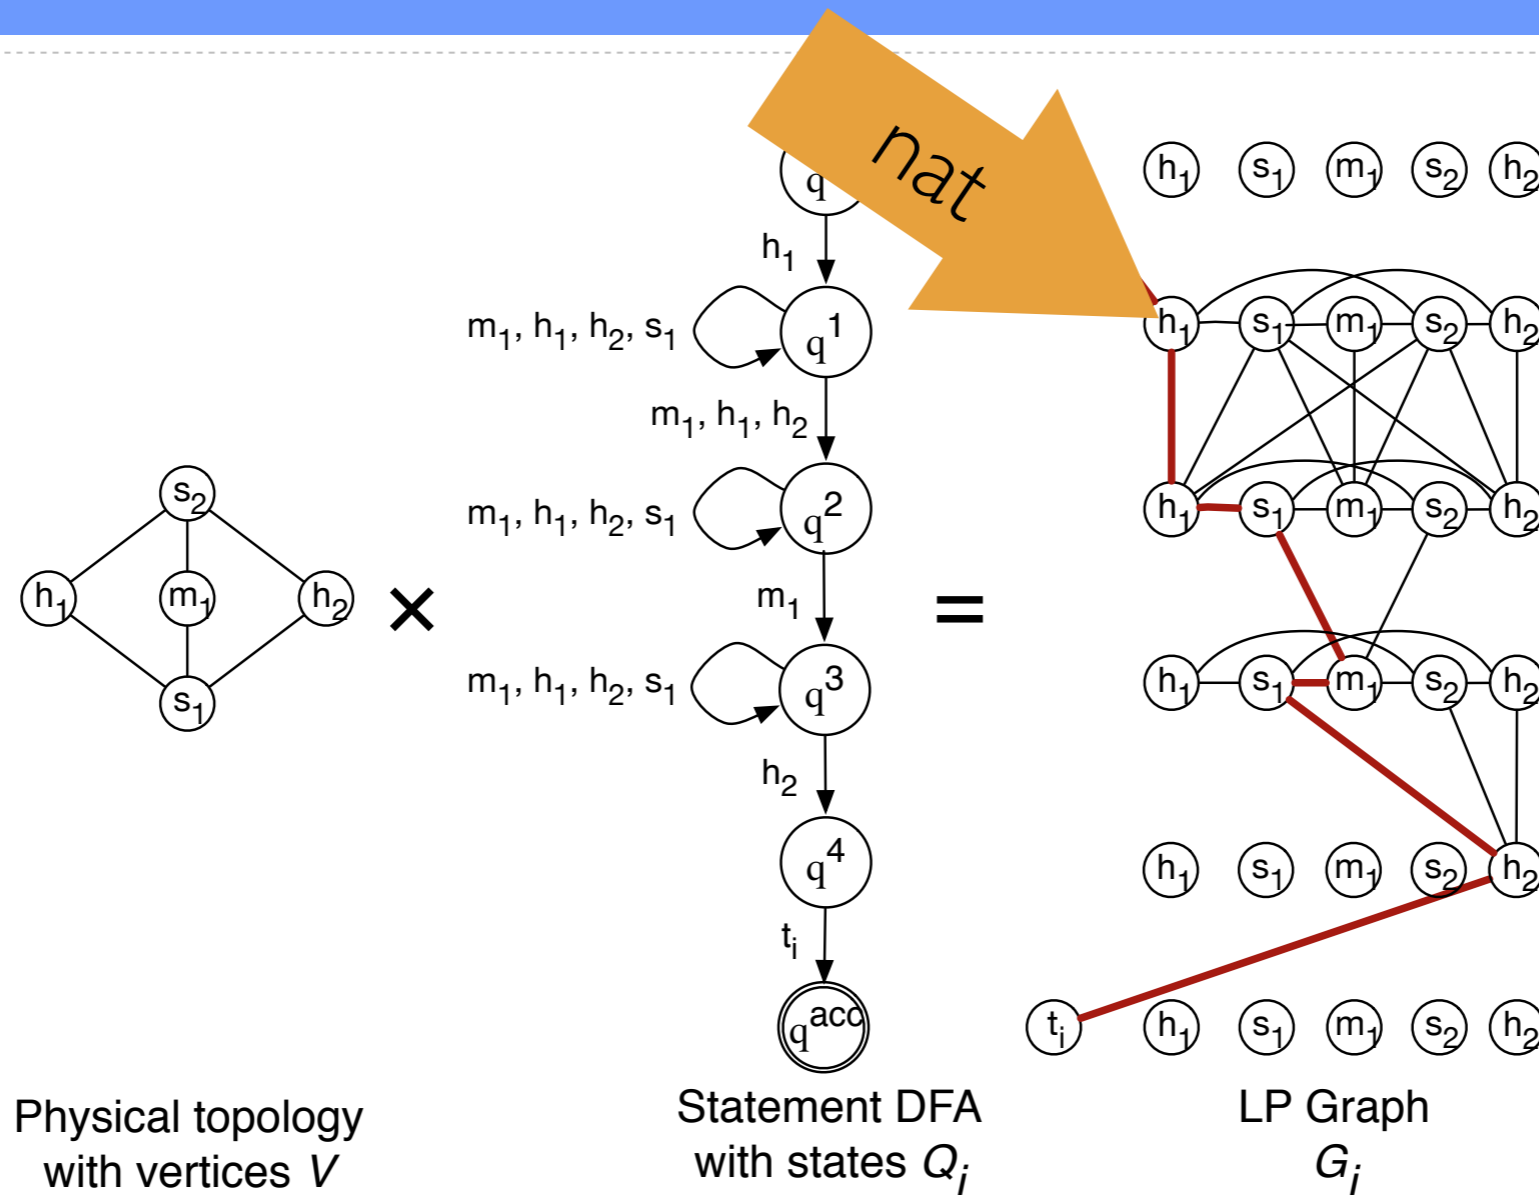 nat
q
h₁ s₁ m₁ s₂ h₂
h₁
m₁, h₁, h₂, s₁
q¹
h₁ s₁ m₁ s₂ h₂
m₁, h₁, h₂
m₁, h₁, h₂, s₁
q²
h₁ s₁ m₁ s₂ h₂
s₂
h₁ m₁ h₂
s₁
×
m₁
=
m₁, h₁, h₂, s₁
q³
h₁ s₁ m₁ s₂ h₂
h₂
q⁴
h₁ s₁ m₁ s₂ h₂
tᵢ
qᵃᶜᶜ
tᵢ h₁ s₁ m₁ s₂ h₂
Physical topology
with vertices V
Statement DFA
with states Qᵢ
LP Graph
Gᵢ